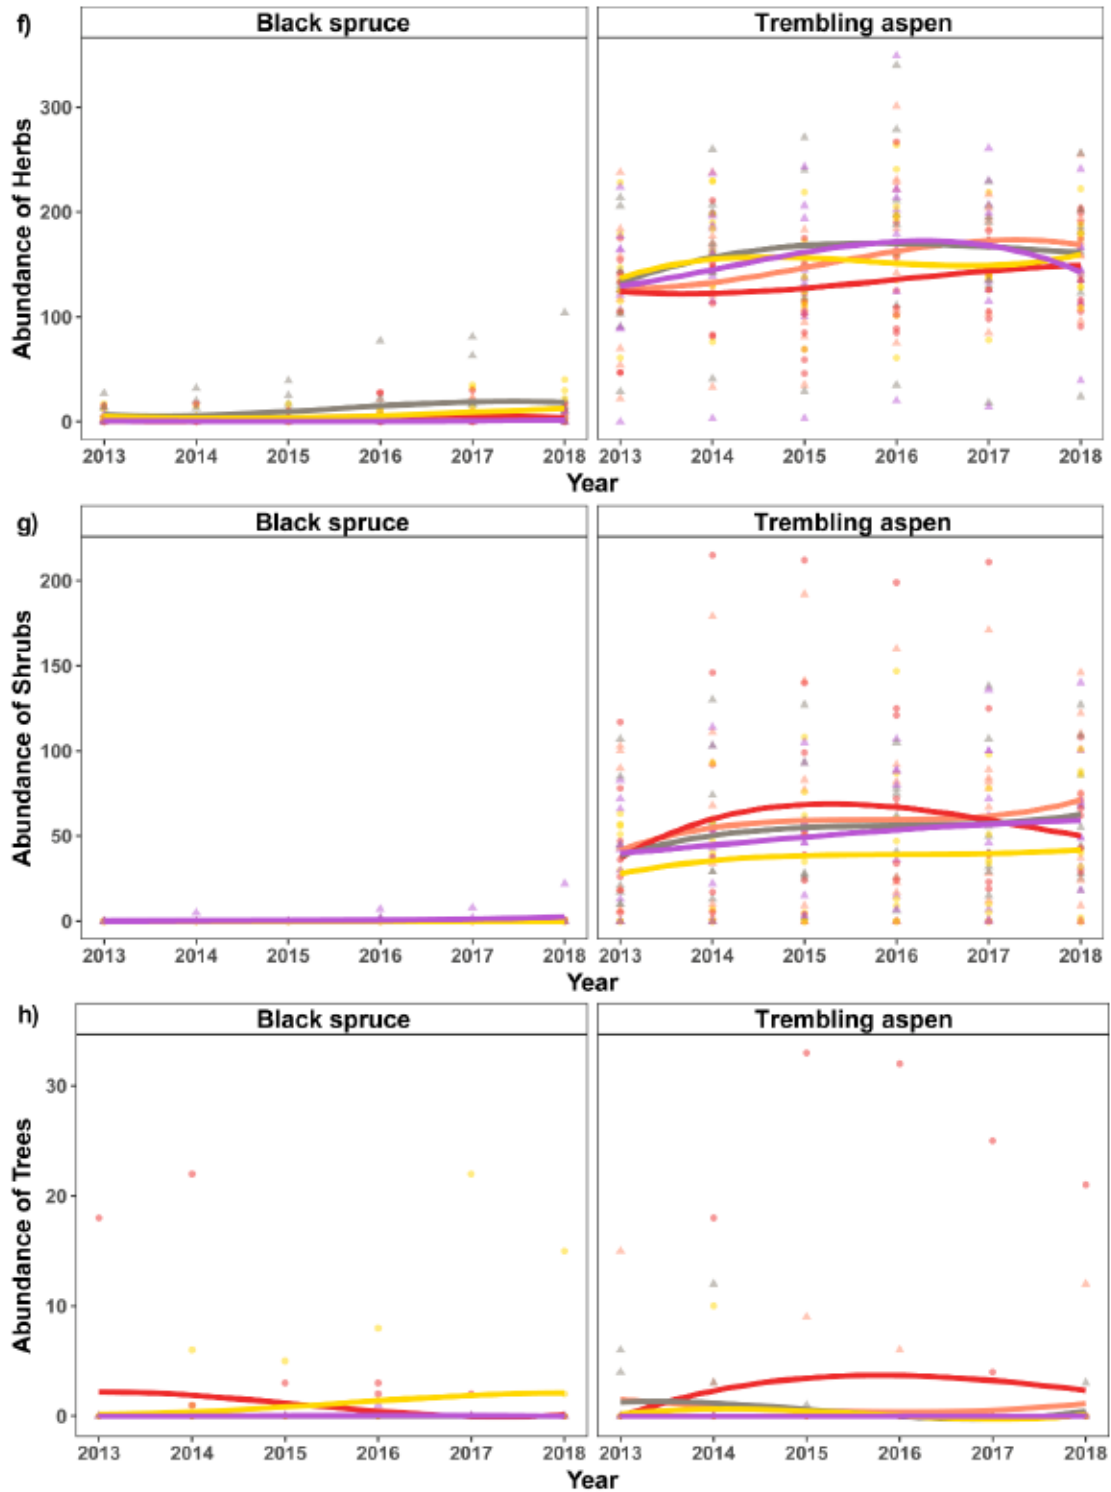 f)
Black spruce Trembling aspen
Abundance of Herbs
300
200
100
0
2013 2014 2015 2016 2017 2018 2013 2014 2015 2016 2017 2018
Year
g)
Black spruce Trembling aspen
Abundance of Shrubs
200
150
100
50
0
2013 2014 2015 2016 2017 2018 2013 2014 2015 2016 2017 2018
Year
h)
Black spruce Trembling aspen
Abundance of Trees
30
20
10
0
2013 2014 2015 2016 2017 2018 2013 2014 2015 2016 2017 2018
Year